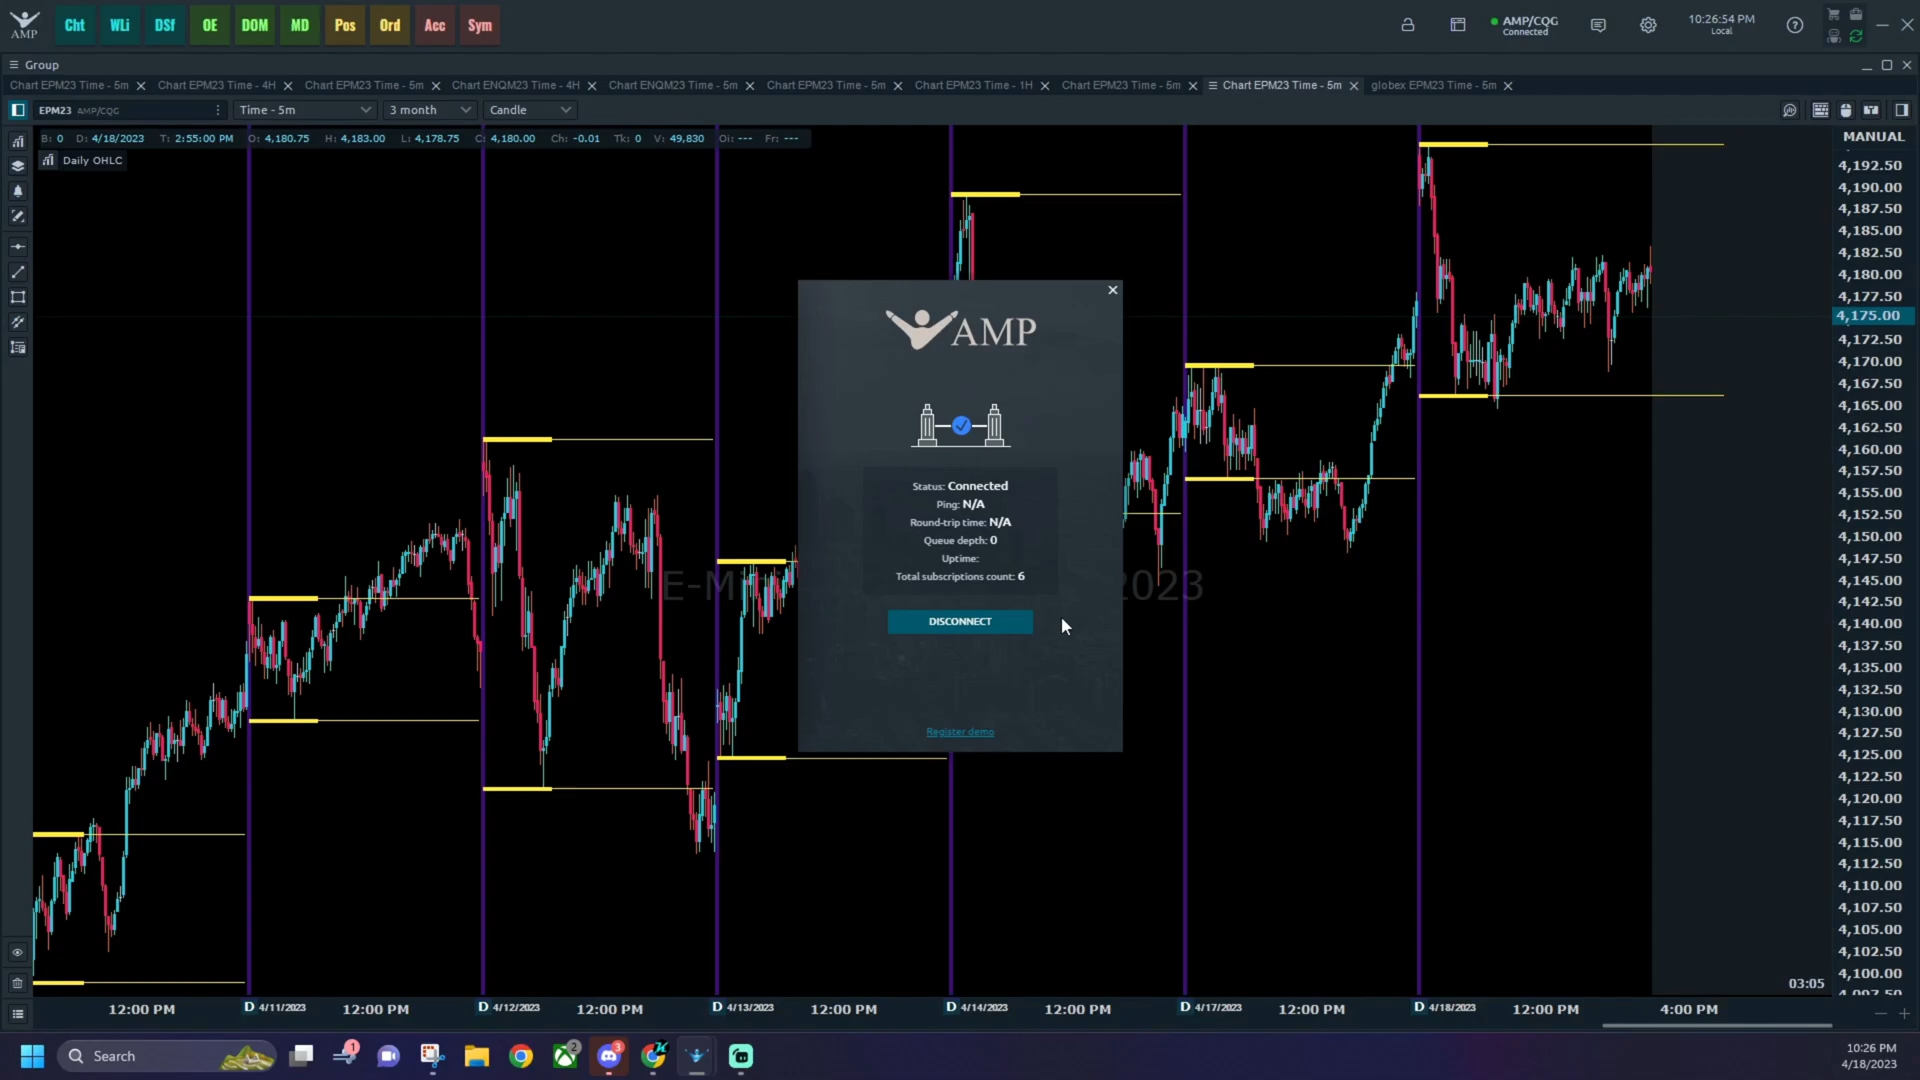 AMP
Cht WLi DSf OE DOM MD Pos Ord Acc Sym
AMP/CQG
Connected
10:26:54 PM
Local
Group
Chart EPM23 Time - 5m
Chart EPM23 Time - 4H
Chart EPM23 Time - 5m
Chart ENQM23 Time - 4H
Chart ENQM23 Time - 5m
Chart EPM23 Time - 5m
Chart EPM23 Time - 1H
Chart EPM23 Time - 5m
Chart EPM23 Time - 5m
globex EPM23 Time - 5m
EPM23 AMP/CQG
Time - 5m
3 month
Candle
B: 0 D: 4/18/2023 T: 2:55:00 PM O: 4,180.75 H: 4,183.00 L: 4,178.75 C: 4,180.00 Ch: -0.01 Tk: 0 V: 49,830 Oi: --- Fr: ---
Daily OHLC
MANUAL
4,192.50
4,190.00
4,187.50
4,185.00
4,182.50
4,180.00
4,177.50
4,175.00
4,172.50
4,170.00
4,167.50
4,165.00
4,162.50
4,160.00
4,157.50
4,155.00
4,152.50
4,150.00
4,147.50
4,145.00
4,142.50
4,140.00
4,137.50
4,135.00
4,132.50
4,130.00
4,127.50
4,125.00
4,122.50
4,120.00
4,117.50
4,115.00
4,112.50
4,110.00
4,107.50
4,105.00
4,102.50
4,100.00
4,097.50
AMP
Status: Connected
Ping: N/A
Round-trip time: N/A
Queue depth: 0
Uptime:
Total subscriptions count: 6
DISCONNECT
Register demo
03:05
12:00 PM D 4/11/2023 12:00 PM D 4/12/2023 12:00 PM D 4/13/2023 12:00 PM D 4/14/2023 12:00 PM D 4/17/2023 12:00 PM D 4/18/2023 12:00 PM 4:00 PM
Search
1
2
3
10:26 PM
4/18/2023